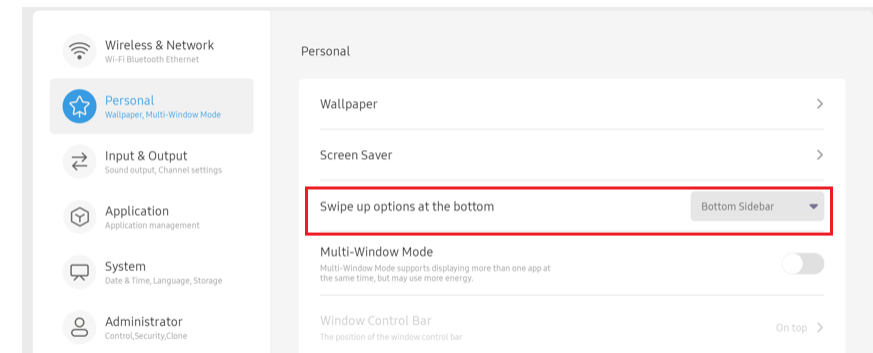 Wireless & Network
Wi-Fi Bluetooth Ethernet
Personal
Wallpaper, Multi-Window Mode
Input & Output
Sound output, Channel settings
Application
Application management
System
Date & Time, Language, Storage
Administrator
Control,Security,Clone
Personal
Wallpaper
Screen Saver
Swipe up options at the bottom
Bottom Sidebar
Multi-Window Mode
Multi-Window Mode supports displaying more than one app at
the same time, but may use more energy.
Window Control Bar
The position of the window control bar
On top